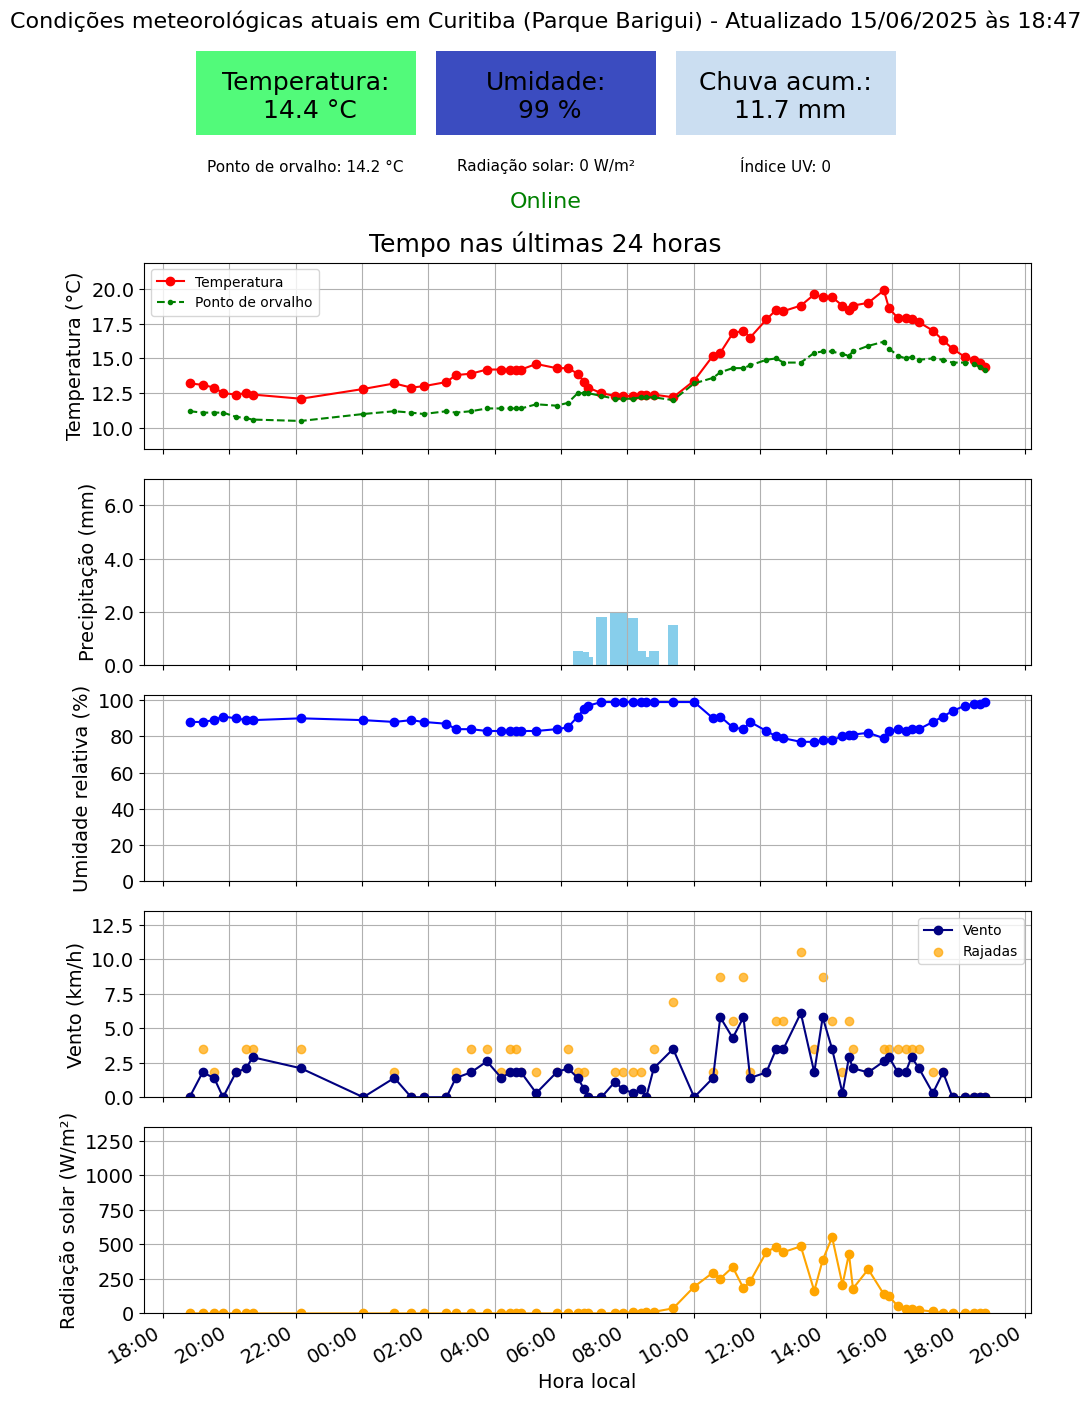 Condições meteorológicas atuais em Curitiba (Parque Barigui) - Atualizado 15/06/2025 às 18:47
Temperatura:
14.4 °C
Umidade:
99 %
Chuva acum.:
11.7 mm
Ponto de orvalho: 14.2 °C
Radiação solar: 0 W/m²
Índice UV: 0
Online
Tempo nas últimas 24 horas
Temperatura (°C)
20.0
17.5
15.0
12.5
10.0
Temperatura
Ponto de orvalho
Precipitação (mm)
6.0
4.0
2.0
0.0
Umidade relativa (%)
100
80
60
40
20
0
Vento (km/h)
12.5
10.0
7.5
5.0
2.5
0.0
Vento
Rajadas
Radiação solar (W/m²)
1250
1000
750
500
250
0
18:00
20:00
22:00
00:00
02:00
04:00
06:00
08:00
10:00
12:00
14:00
16:00
18:00
20:00
Hora local